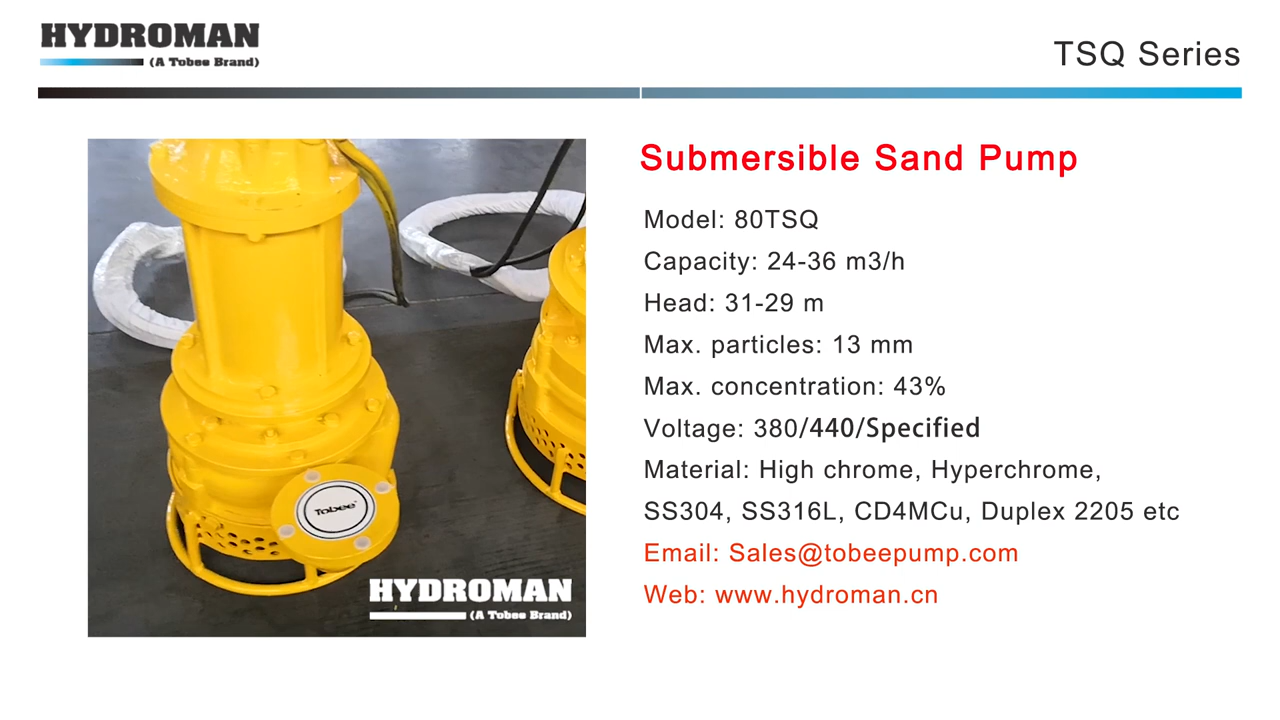 HYDROMAN
(A Tobee Brand)
TSQ Series
Submersible Sand Pump
Model: 80TSQ
Capacity: 24-36 m3/h
Head: 31-29 m
Max. particles: 13 mm
Max. concentration: 43%
Voltage: 380/440/Specified
Material: High chrome, Hyperchrome,
SS304, SS316L, CD4MCu, Duplex 2205 etc
Email: Sales@tobeepump.com
Web: www.hydroman.cn
Tobee™
HYDROMAN
(A Tobee Brand)